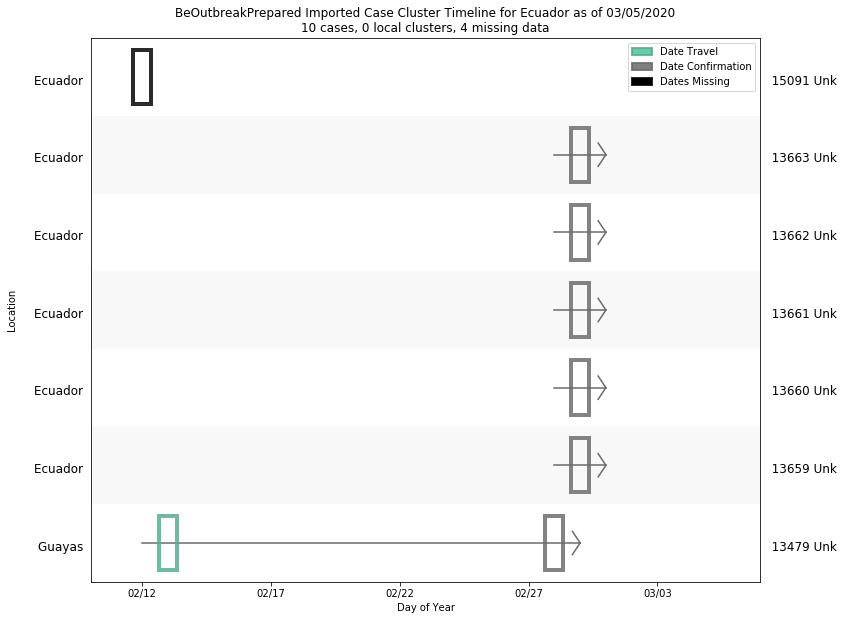 BeOutbreakPrepared Imported Case Cluster Timeline for Ecuador as of 03/05/2020
10 cases, 0 local clusters, 4 missing data
Date Travel
Date Confirmation
Dates Missing
Ecuador 15091 Unk
Ecuador 13663 Unk
Ecuador 13662 Unk
Ecuador 13661 Unk
Ecuador 13660 Unk
Ecuador 13659 Unk
Guayas 13479 Unk
Location
02/12 02/17 02/22 02/27 03/03
Day of Year